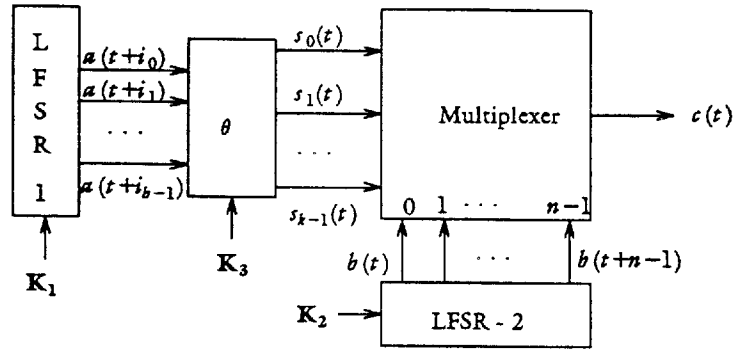 L
F
S
R
1
a(t+i₀)
a(t+i₁)
· · ·
a(t+i_{b−1})
K₁
θ
K₃
s₀(t)
s₁(t)
· · ·
s_{k−1}(t)
Multiplexer
0 1 · · · n−1
c(t)
b(t) · · · b(t+n−1)
K₂
LFSR - 2